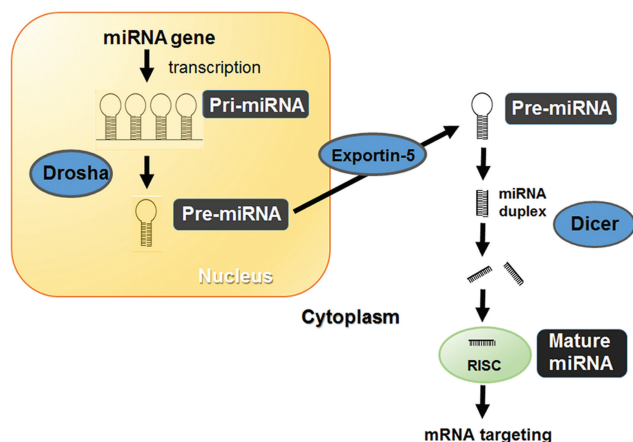 miRNA gene
transcription
Pri-miRNA
Drosha
Pre-miRNA
Nucleus
Exportin-5
Pre-miRNA
miRNA
duplex
Dicer
Cytoplasm
RISC
Mature
miRNA
mRNA targeting